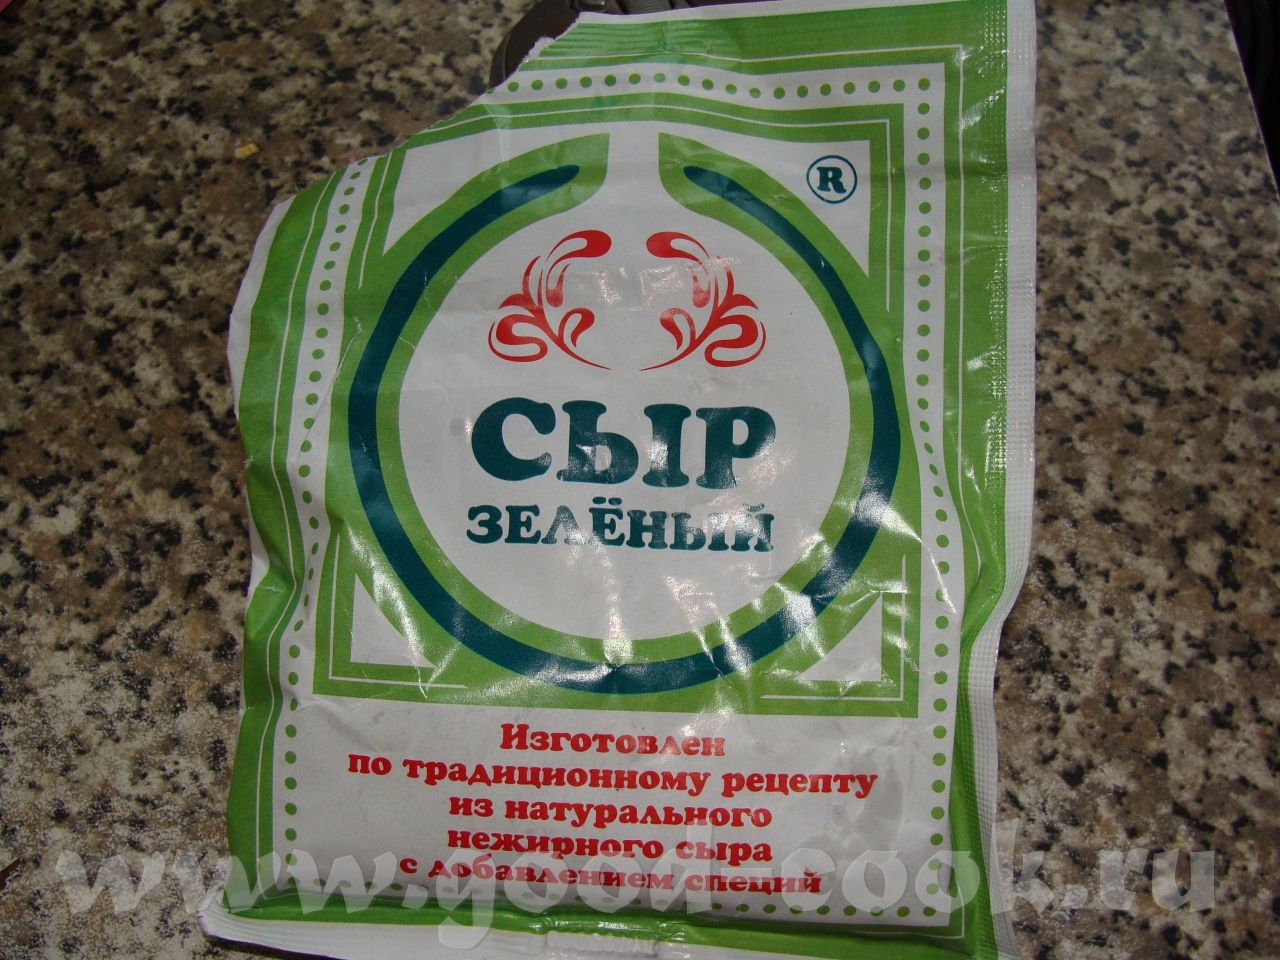 ®
СЫР
ЗЕЛЁНЫЙ
Изготовлен
по традиционному рецепту
из натурального
нежирного сыра
с добавлением специй
www.good-cook.ru